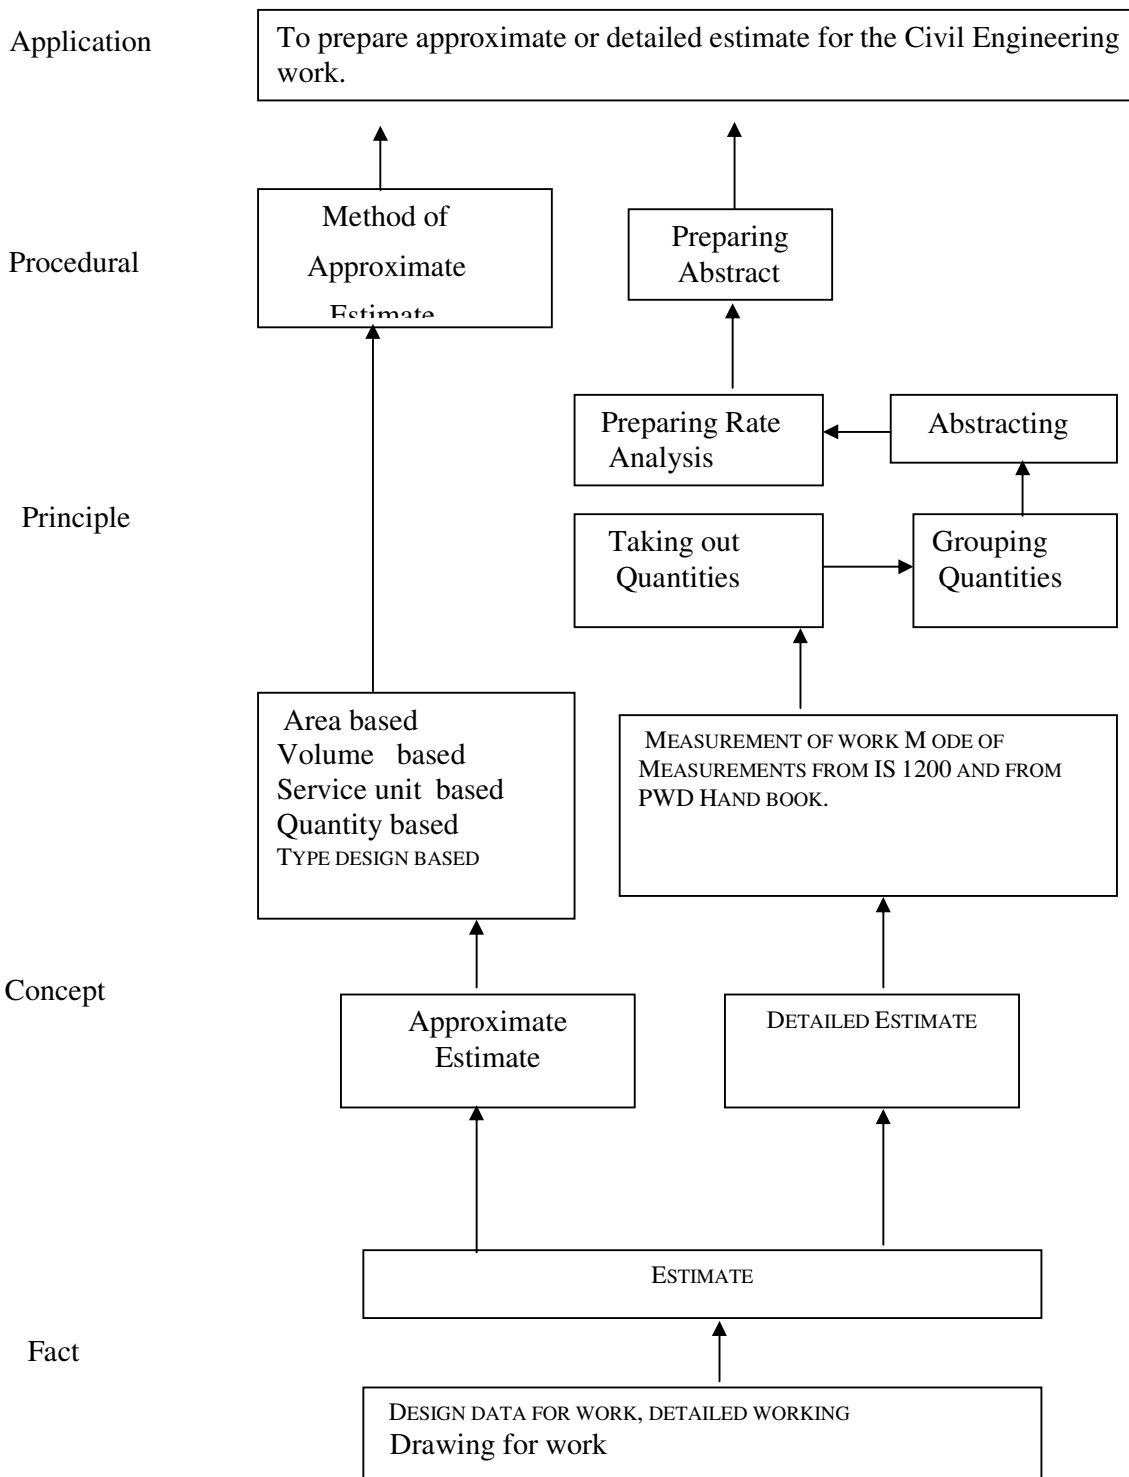 Application
To prepare approximate or detailed estimate for the Civil Engineering
work.
Procedural
Method of
Approximate
Estimate
Preparing
Abstract
Preparing Rate
Analysis
Abstracting
Principle
Taking out
Quantities
Grouping
Quantities
Area based
Volume based
Service unit based
Quantity based
TYPE DESIGN BASED
MEASUREMENT OF WORK M ODE OF
MEASUREMENTS FROM IS 1200 AND FROM
PWD HAND BOOK.
Concept
Approximate
Estimate
DETAILED ESTIMATE
ESTIMATE
Fact
DESIGN DATA FOR WORK, DETAILED WORKING
Drawing for work